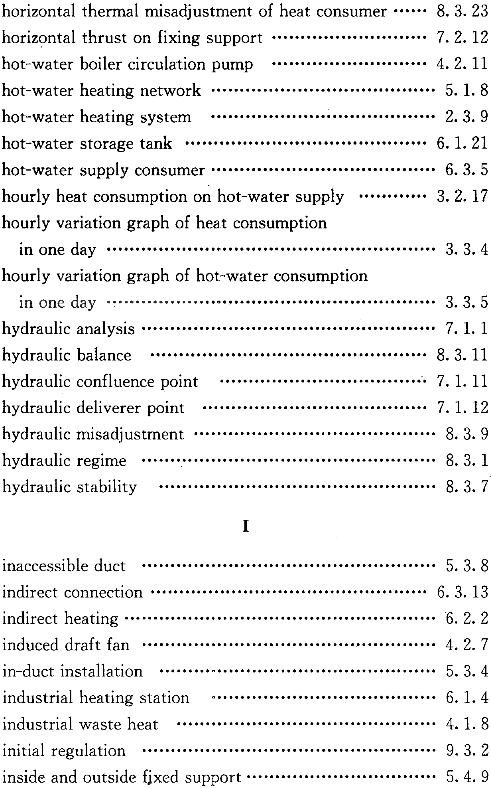 horizontal thermal misadjustment of heat consumer ······ 8. 3. 23
horizontal thrust on fixing support ···························· 7. 2. 12
hot-water boiler circulation pump ···························· 4. 2. 11
hot-water heating network ········································ 5. 1. 8
hot-water heating system ········································ 2. 3. 9
hot-water storage tank ··········································· 6. 1. 21
hot-water supply consumer ········································ 6. 3. 5
hourly heat consumption on hot-water supply ············ 3. 2. 17
hourly variation graph of heat consumption
in one day ·························································· 3. 3. 4
hourly variation graph of hot-water consumption
in one day ·························································· 3. 3. 5
hydraulic analysis ···················································· 7. 1. 1
hydraulic balance ·················································· 8. 3. 11
hydraulic confluence point ····································· 7. 1. 11
hydraulic deliverer point ········································ 7. 1. 12
hydraulic misadjustment ··········································· 8. 3. 9
hydraulic regime ···················································· 8. 3. 1
hydraulic stability ················································· 8. 3. 7
I
inaccessible duct ···················································· 5. 3. 8
indirect connection ················································· 6. 3. 13
indirect heating ······················································· 6. 2. 2
induced draft fan ···················································· 4. 2. 7
in-duct installation ················································· 5. 3. 4
industrial heating station ········································ 6. 1. 4
industrial waste heat ·············································· 4. 1. 8
initial regulation ···················································· 9. 3. 2
inside and outside fixed support ·································· 5. 4. 9